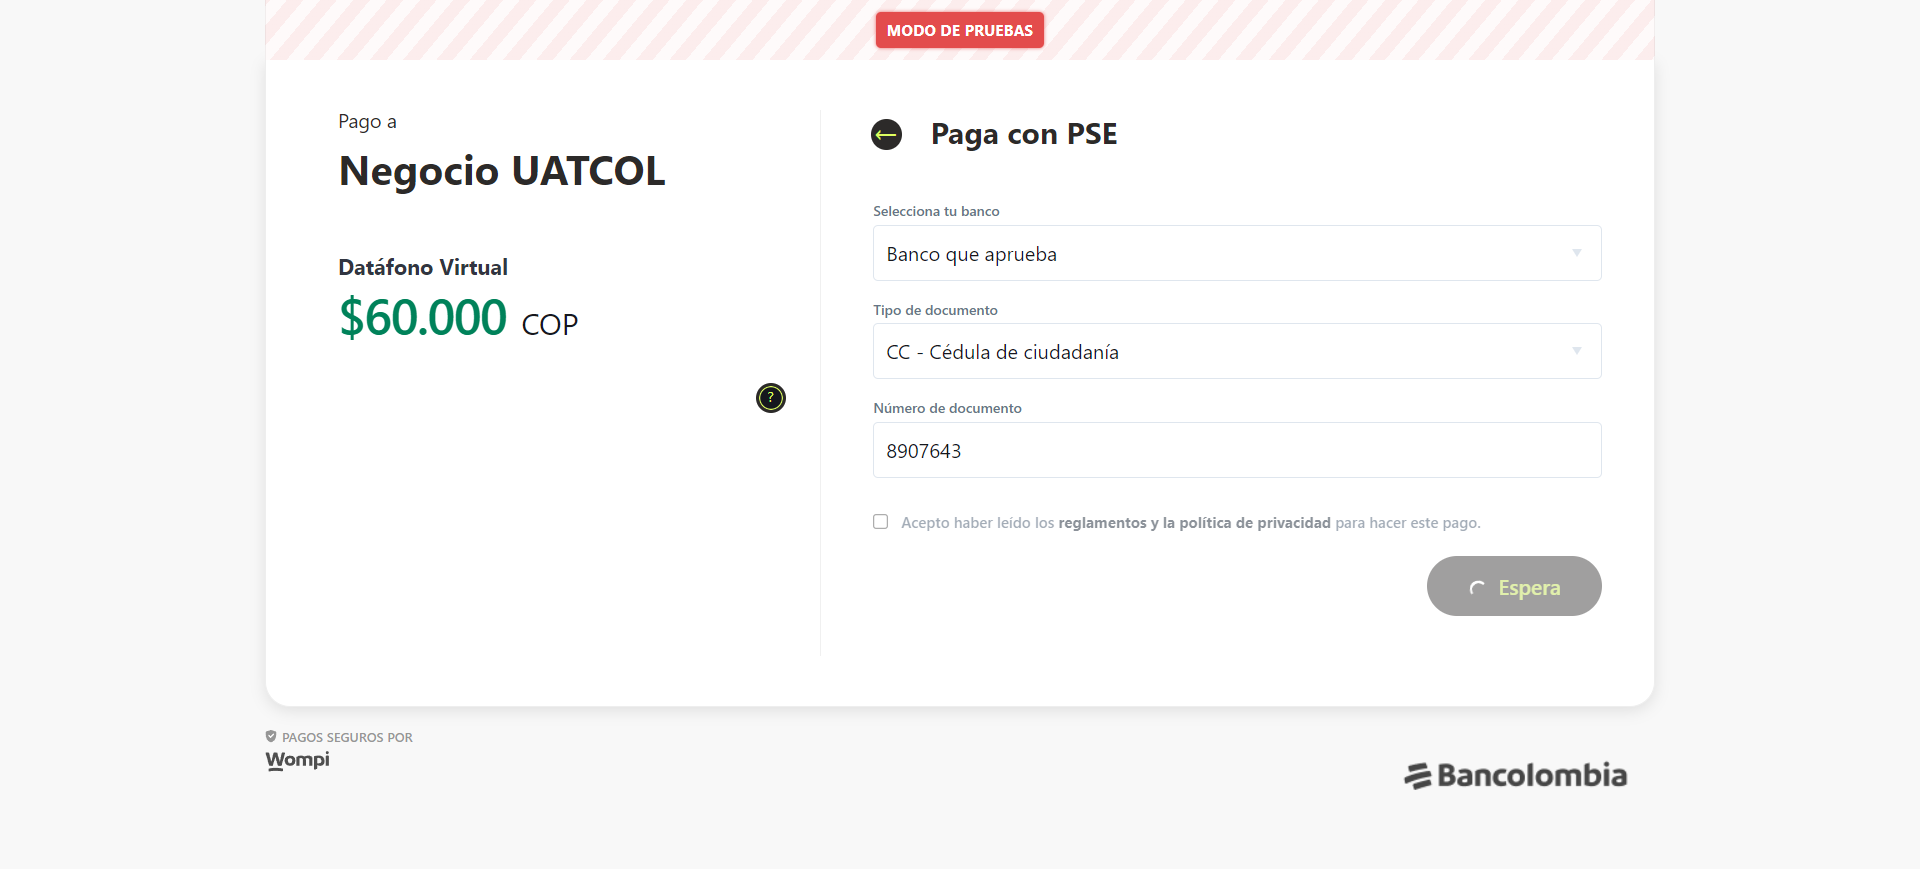 MODO DE PRUEBAS
Pago a
Negocio UATCOL
Datáfono Virtual
$60.000 COP
?
Paga con PSE
Selecciona tu banco
Banco que aprueba
Tipo de documento
CC - Cédula de ciudadanía
Número de documento
8907643
Acepto haber leído los reglamentos y la política de privacidad para hacer este pago.
Espera
PAGOS SEGUROS POR
Wompi
Bancolombia